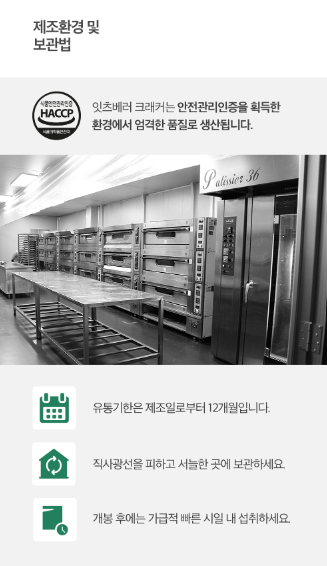 제조환경 및
보관법
식품안전관리인증
HACCP
식품의약품안전처
잇츠베러 크래커는 안전관리인증을 획득한
환경에서 엄격한 품질로 생산됩니다.
Patissier 36
유통기한은 제조일로부터 12개월입니다.
직사광선을 피하고 서늘한 곳에 보관하세요.
개봉 후에는 가급적 빠른 시일 내 섭취하세요.